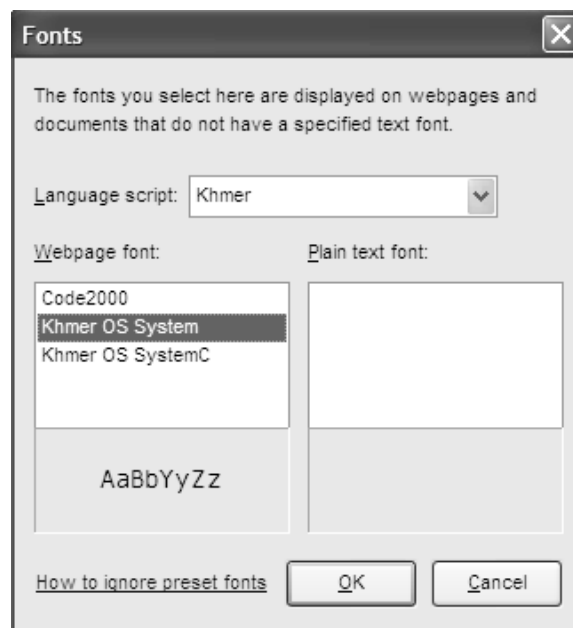 Fonts
The fonts you select here are displayed on webpages and
documents that do not have a specified text font.
Language script: Khmer
Webpage font: Plain text font:
Code2000
Khmer OS System
Khmer OS SystemC
AaBbYyZz
How to ignore preset fonts OK Cancel